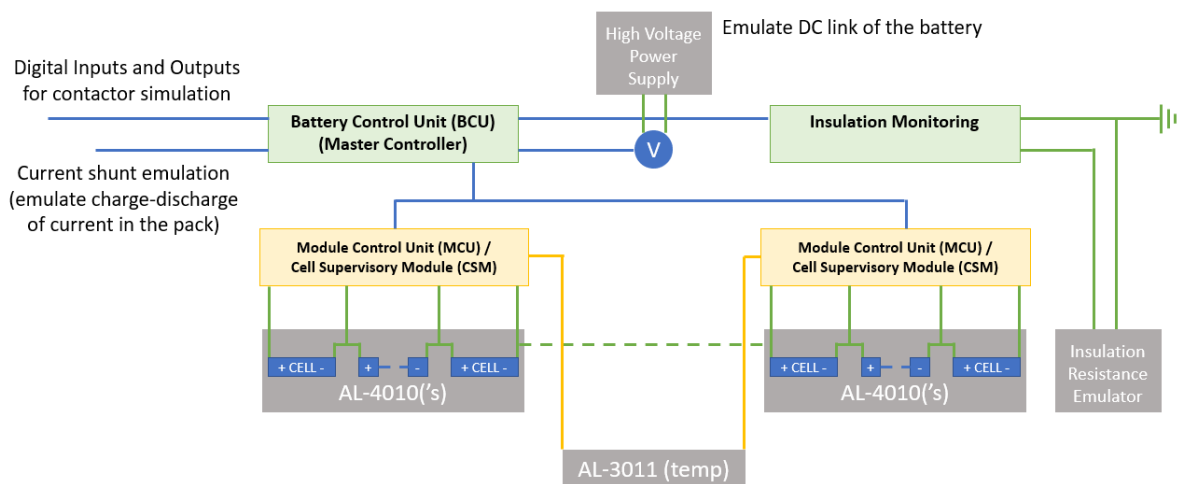 High Voltage
Power
Supply
Emulate DC link of the battery
Digital Inputs and Outputs
for contactor simulation
Battery Control Unit (BCU)
(Master Controller)
V
Insulation Monitoring
Current shunt emulation
(emulate charge-discharge
of current in the pack)
Module Control Unit (MCU) /
Cell Supervisory Module (CSM)
Module Control Unit (MCU) /
Cell Supervisory Module (CSM)
+ CELL -
+
-
+ CELL -
AL-4010('s)
+ CELL -
+
-
+ CELL -
AL-4010('s)
Insulation
Resistance
Emulator
AL-3011 (temp)